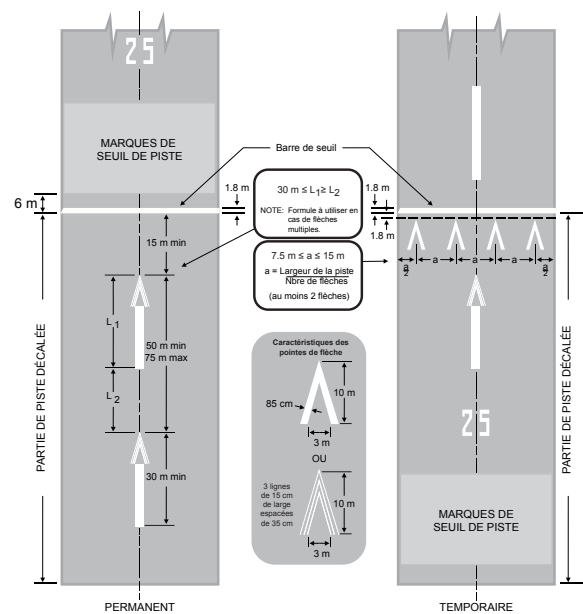 25
MARQUES DE
SEUIL DE PISTE
6 m
Barre de seuil
1.8 m
30 m ≤ L1≥ L2
NOTE: Formule à utiliser en
cas de flèches
multiples.
1.8 m
1.8 m
15 m min
7.5 m ≤ a ≤ 15 m
a = Largeur de la piste
Nbre de flèches
(au moins 2 flèches)
a/2
a
a
a
a/2
L1
50 m min
75 m max
L2
30 m min
PARTIE DE PISTE DÉCALÉE
Caractéristiques des
pointes de flèche
10 m
85 cm
3 m
OU
3 lignes
de 15 cm
de large
espacées
de 35 cm
10 m
3 m
25
MARQUES DE
SEUIL DE PISTE
PARTIE DE PISTE DÉCALÉE
PERMANENT
TEMPORAIRE